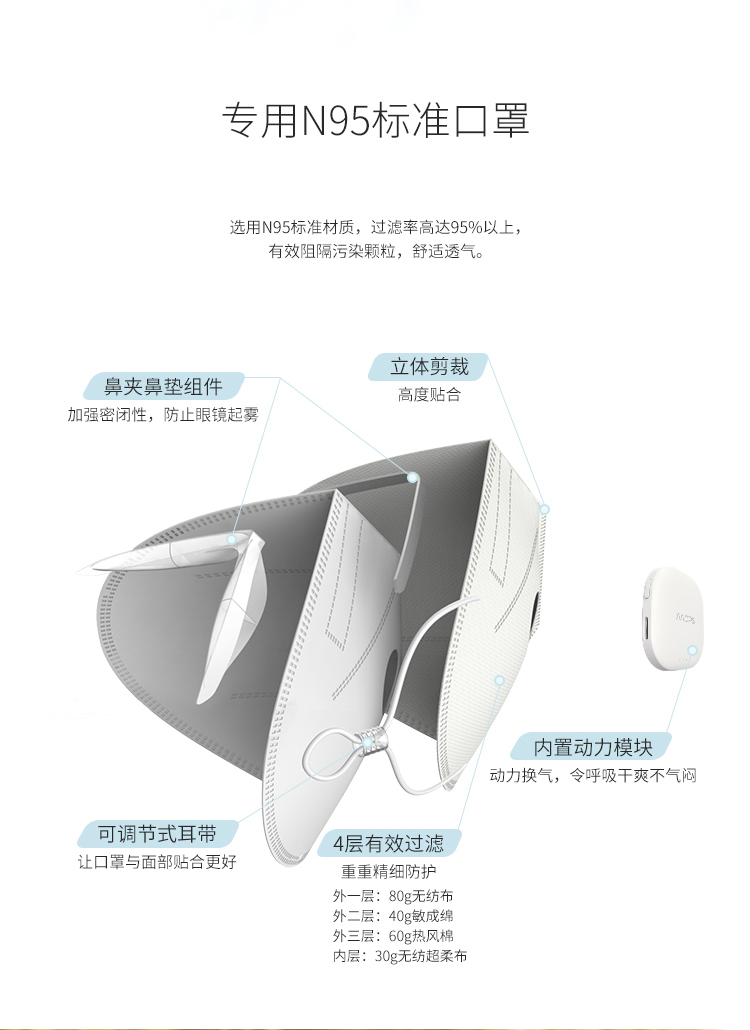 专用N95标准口罩
选用N95标准材质，过滤率高达95%以上，
有效阻隔污染颗粒，舒适透气。
立体剪裁
高度贴合
鼻夹鼻垫组件
加强密闭性，防止眼镜起雾
内置动力模块
动力换气，令呼吸干爽不气闷
可调节式耳带
让口罩与面部贴合更好
4层有效过滤
重重精细防护
外一层：80g无纺布
外二层：40g敏成绵
外三层：60g热风棉
内层：30g无纺超柔布